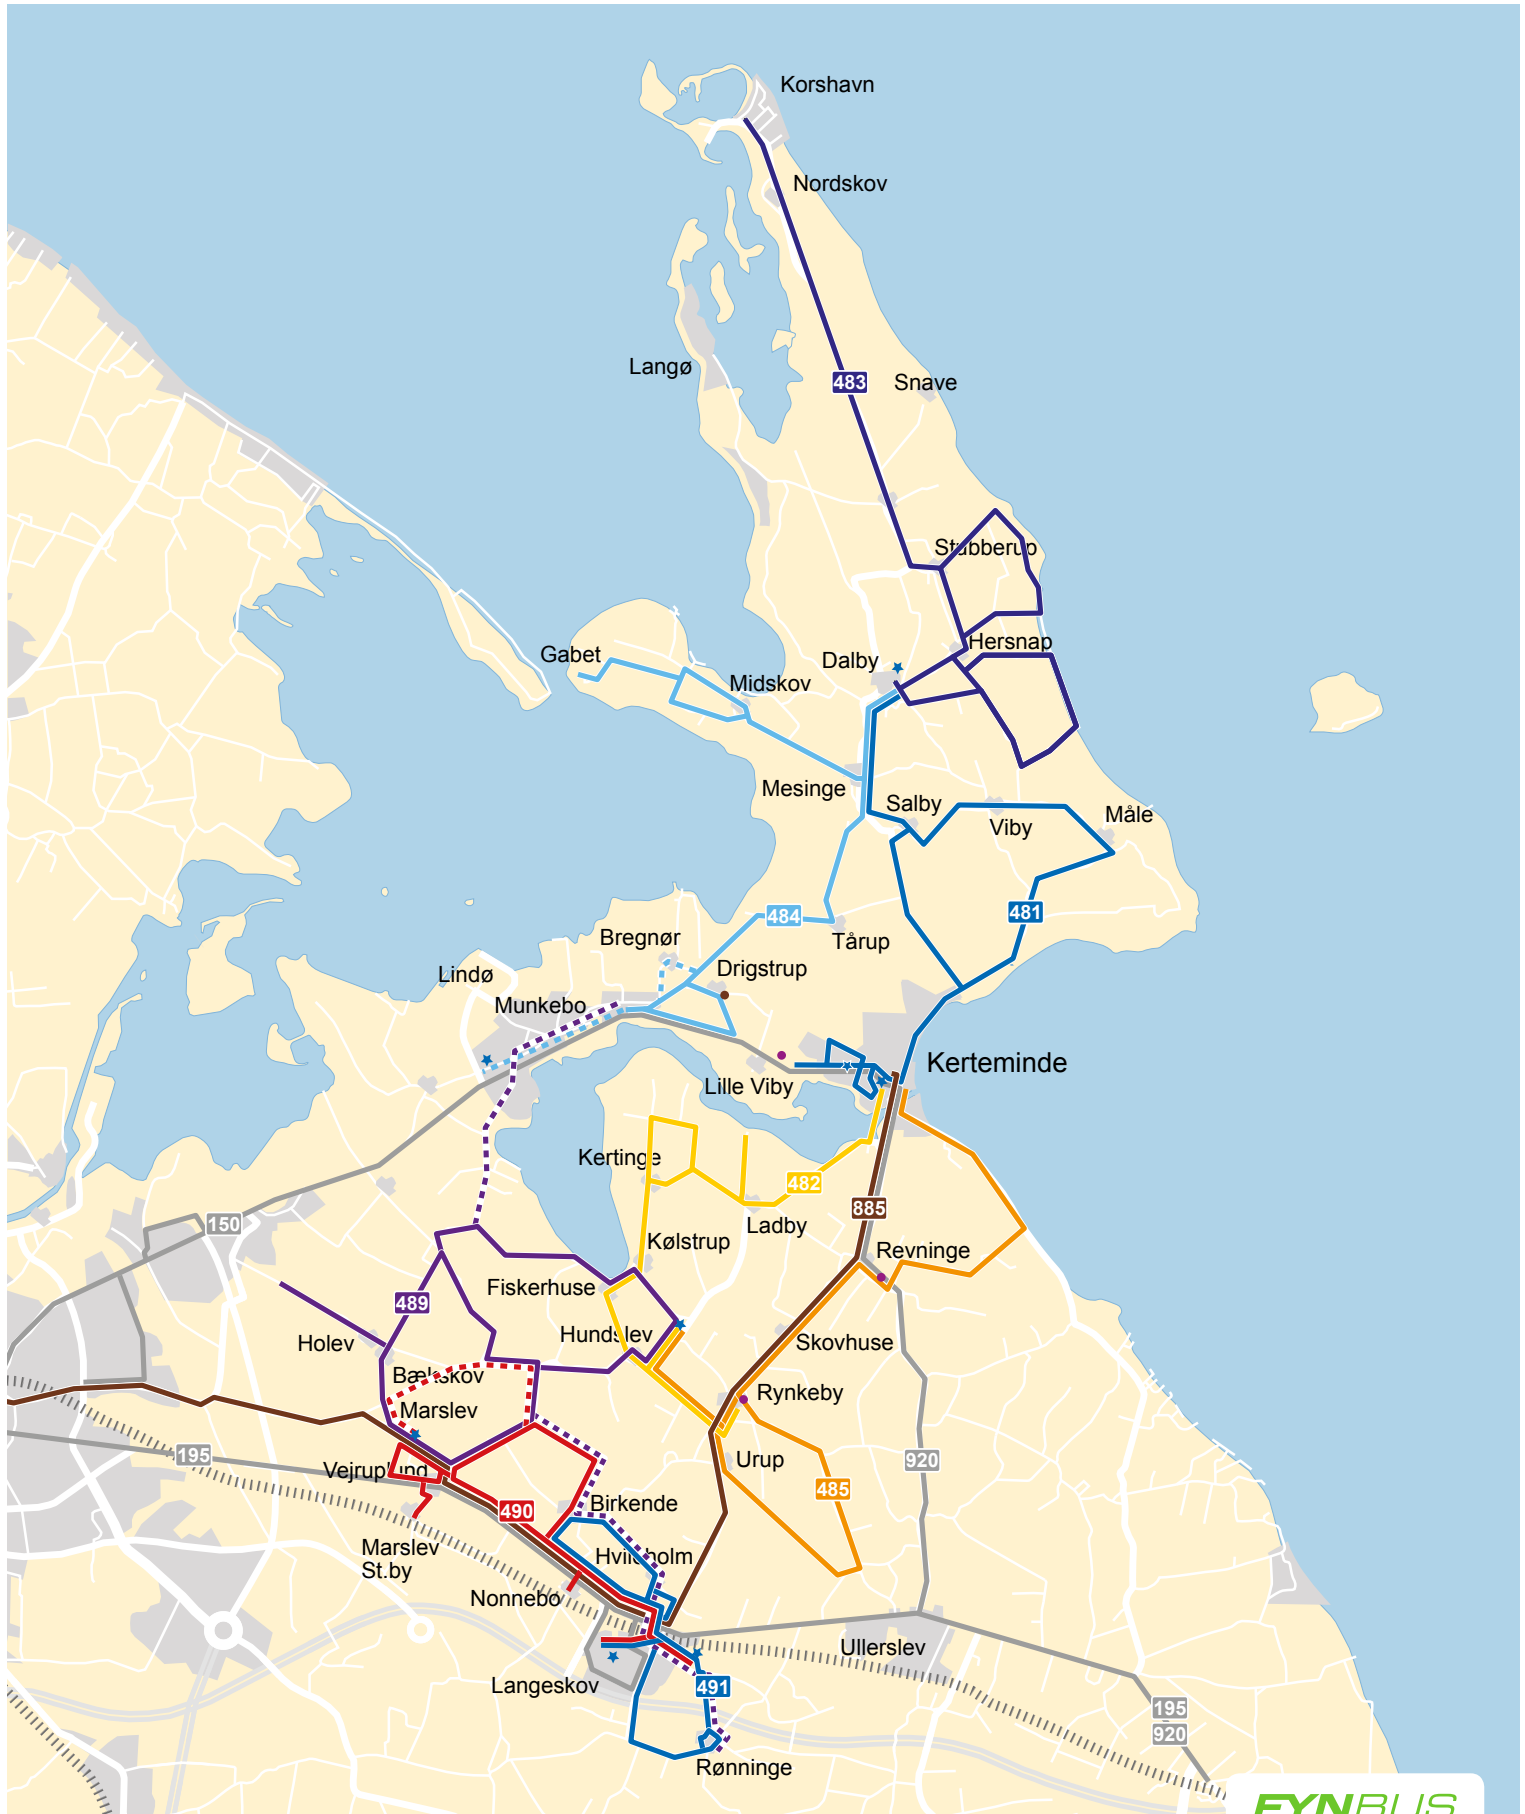 Korshavn
Nordskov
Langø
483
Snave
Stubberup
Hersnap
Gabet
Dalby
Midskov
Mesinge
Salby
Viby
Måle
484
481
Bregnør
Tårup
Lindø
Drigstrup
Munkebo
Kerteminde
Lille Viby
Kertinge
482
885
150
Ladby
Kølstrup
Revninge
Fiskerhuse
489
Holev
Hundslev
Skovhuse
Bækskov
Rynkeby
Marslev
195
Vejruplund
Urup
920
485
490
Birkende
Marslev
St.by
Hvileholm
Nonnebo
Ullerslev
Langeskov
491
195
920
Rønninge
FYNBUS